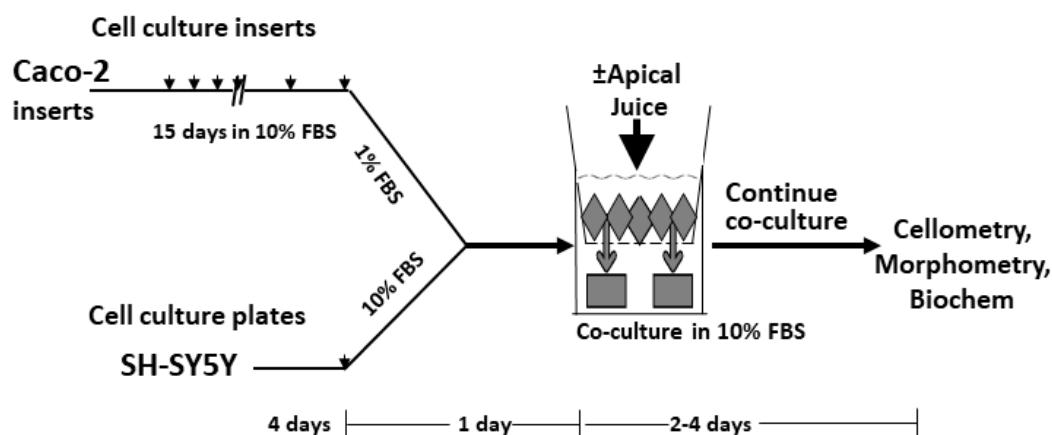 Cell culture inserts
Caco-2
inserts
15 days in 10% FBS
1% FBS
10% FBS
Cell culture plates
SH-SY5Y
±Apical
Juice
Continue
co-culture
Cellometry,
Morphometry,
Biochem
Co-culture in 10% FBS
4 days
1 day
2-4 days